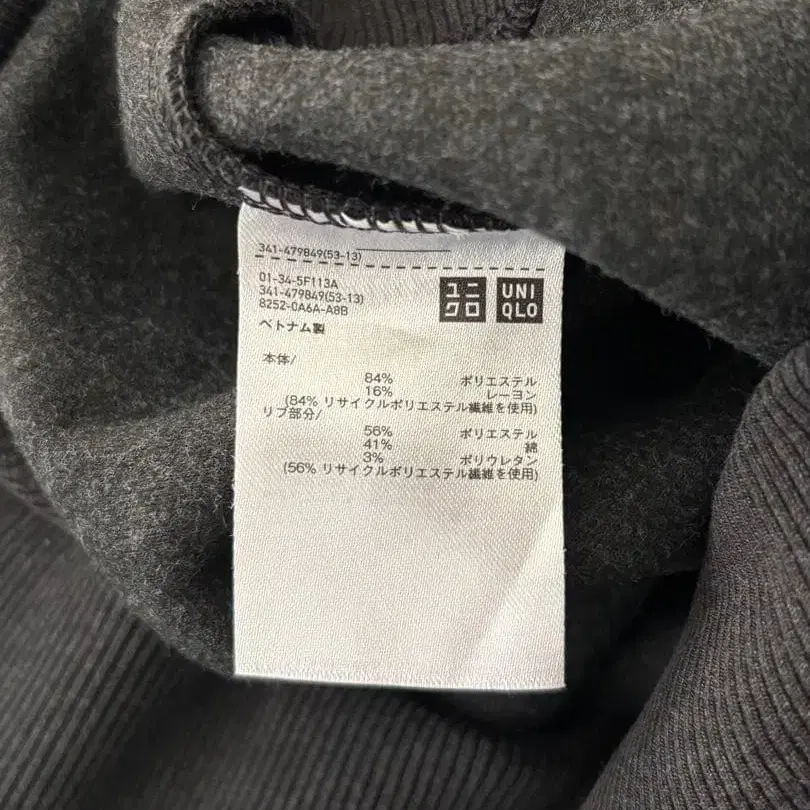 341-479849(53-13)
01-34-5F113A
341-479849(53-13)
8252-0A6A-A8B
ユニクロ
UNIQLO
ベトナム製
本体/
84% ポリエステル
16% レーヨン
(84% リサイクルポリエステル繊維を使用)
リブ部分/
56% ポリエステル
41% 綿
3% ポリウレタン
(56% リサイクルポリエステル繊維を使用)